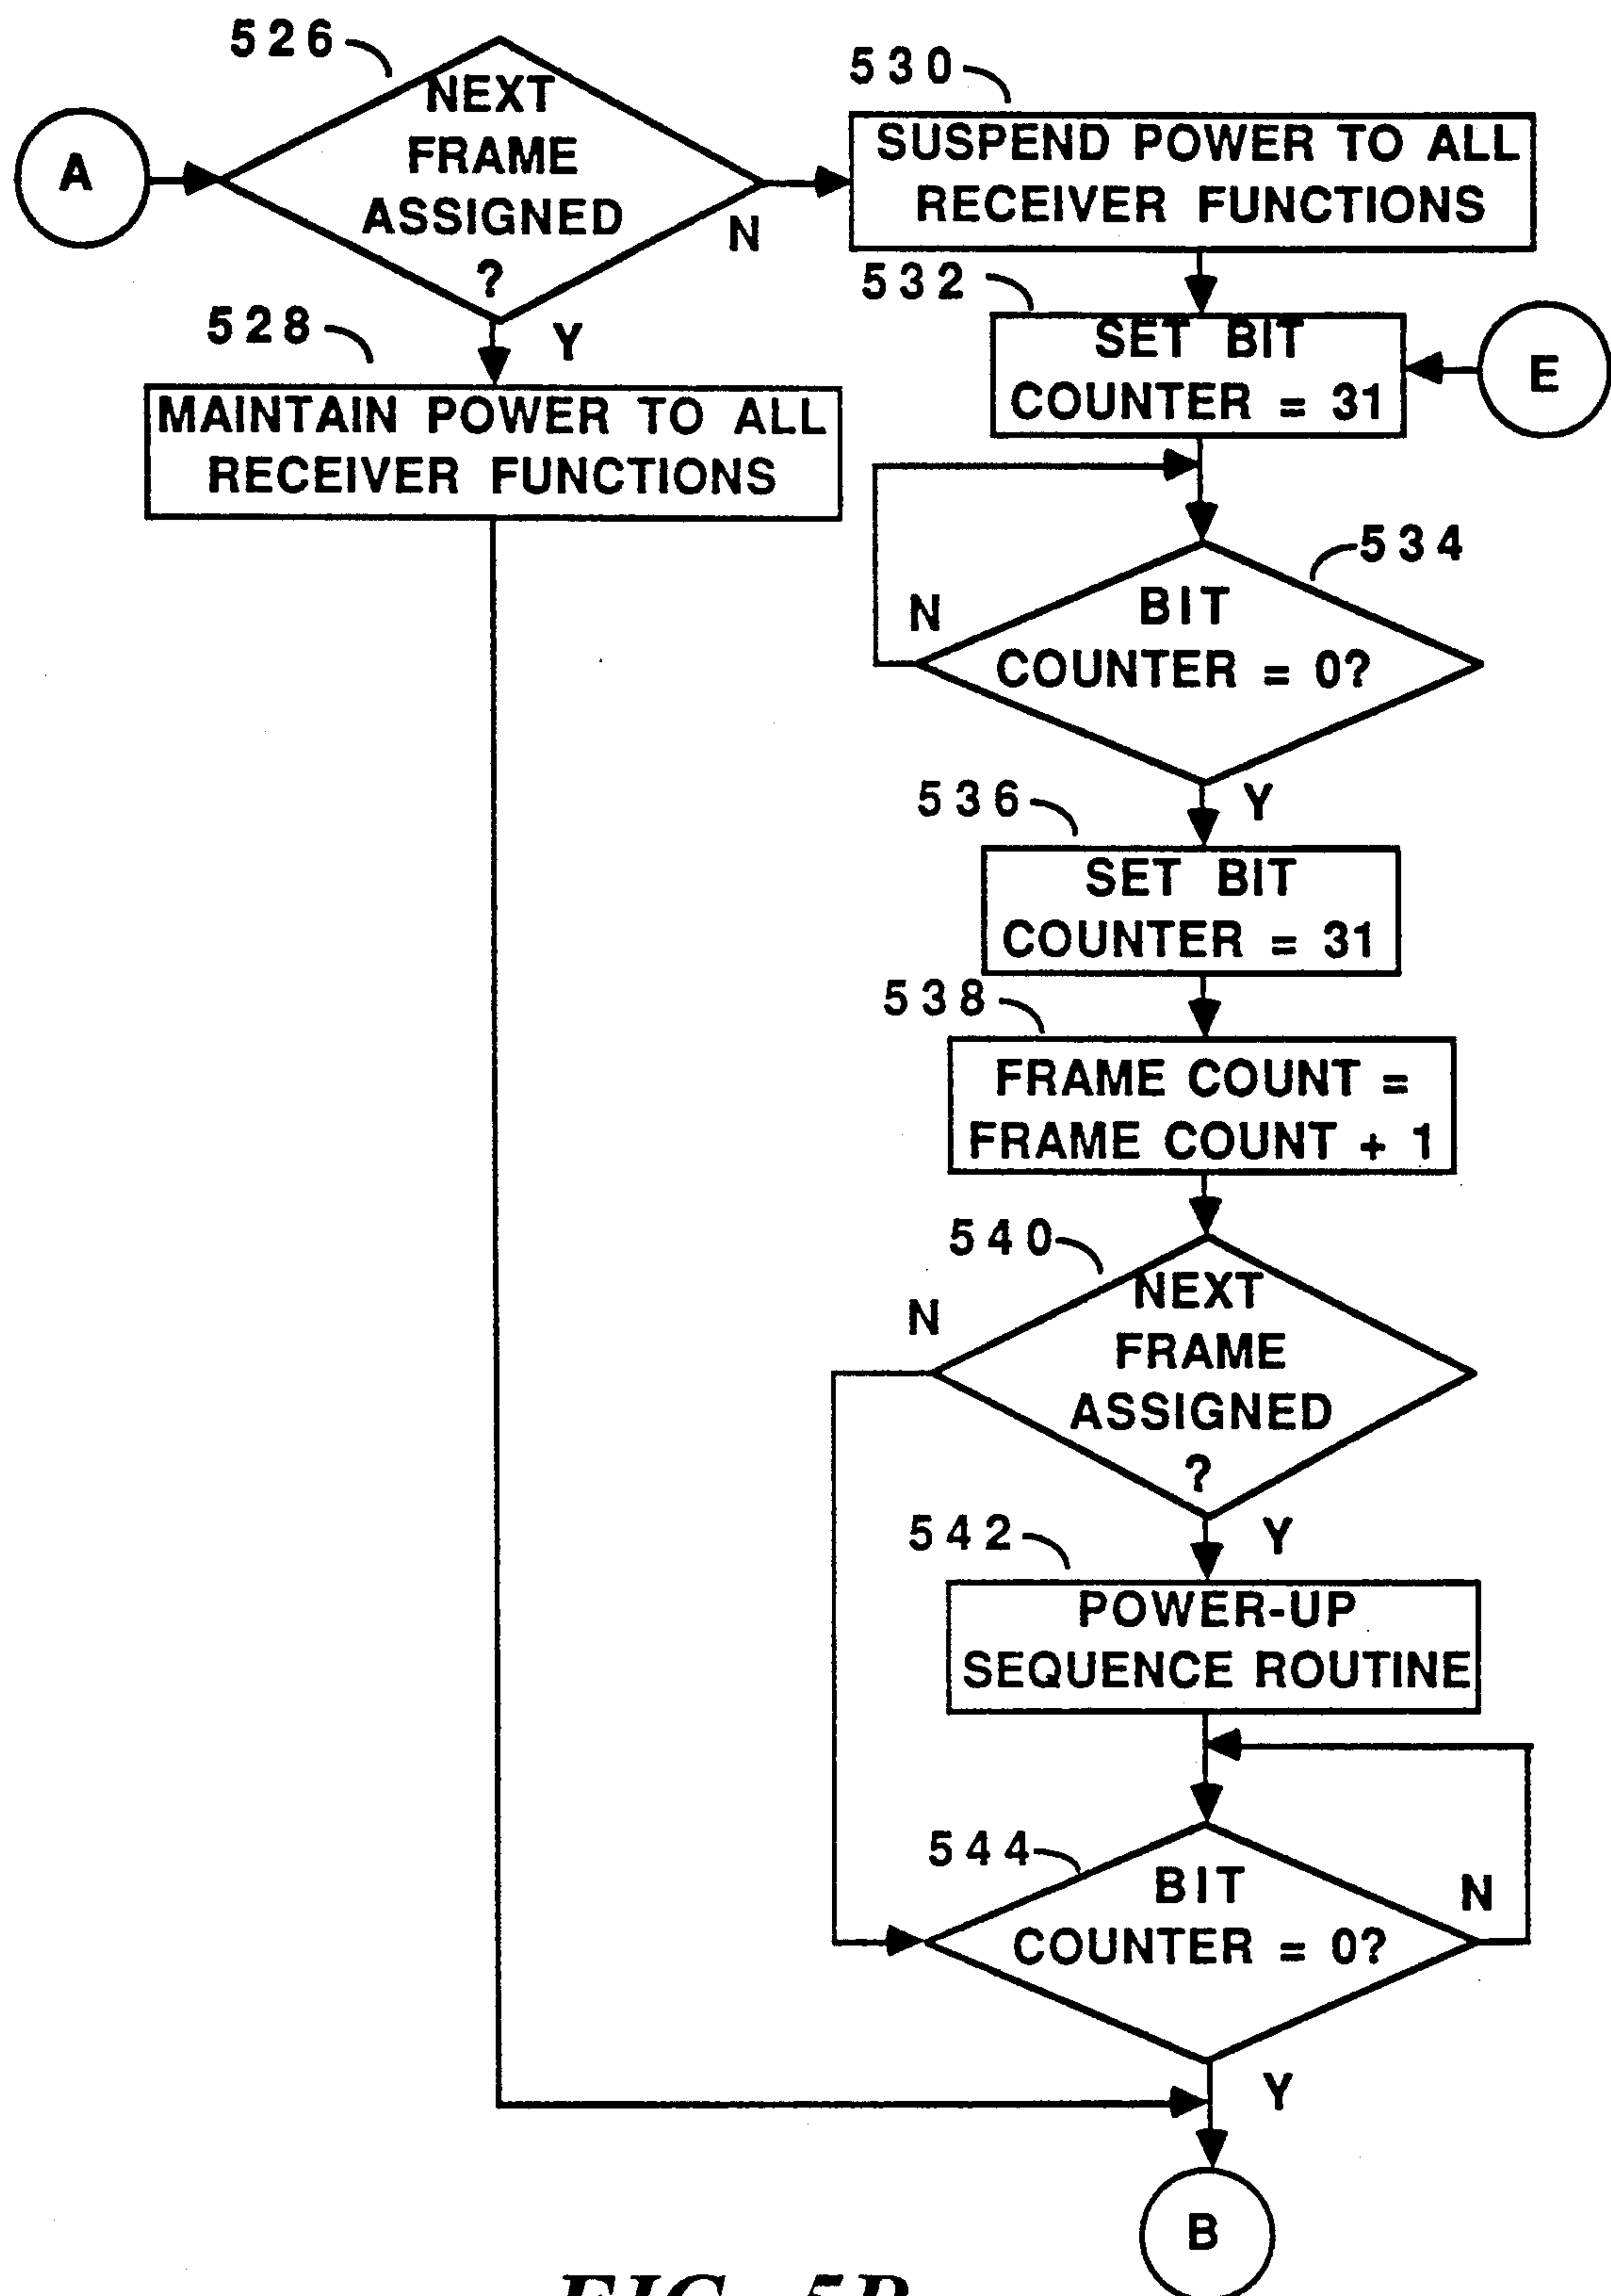 526
A
NEXT
FRAME
ASSIGNED
?
N
Y
530
SUSPEND POWER TO ALL
RECEIVER FUNCTIONS
528
MAINTAIN POWER TO ALL
RECEIVER FUNCTIONS
532
SET BIT
COUNTER = 31
E
534
BIT
COUNTER = 0?
N
Y
536
SET BIT
COUNTER = 31
538
FRAME COUNT =
FRAME COUNT + 1
540
NEXT
FRAME
ASSIGNED
?
N
Y
542
POWER-UP
SEQUENCE ROUTINE
544
BIT
COUNTER = 0?
N
Y
B
FIG. 5B